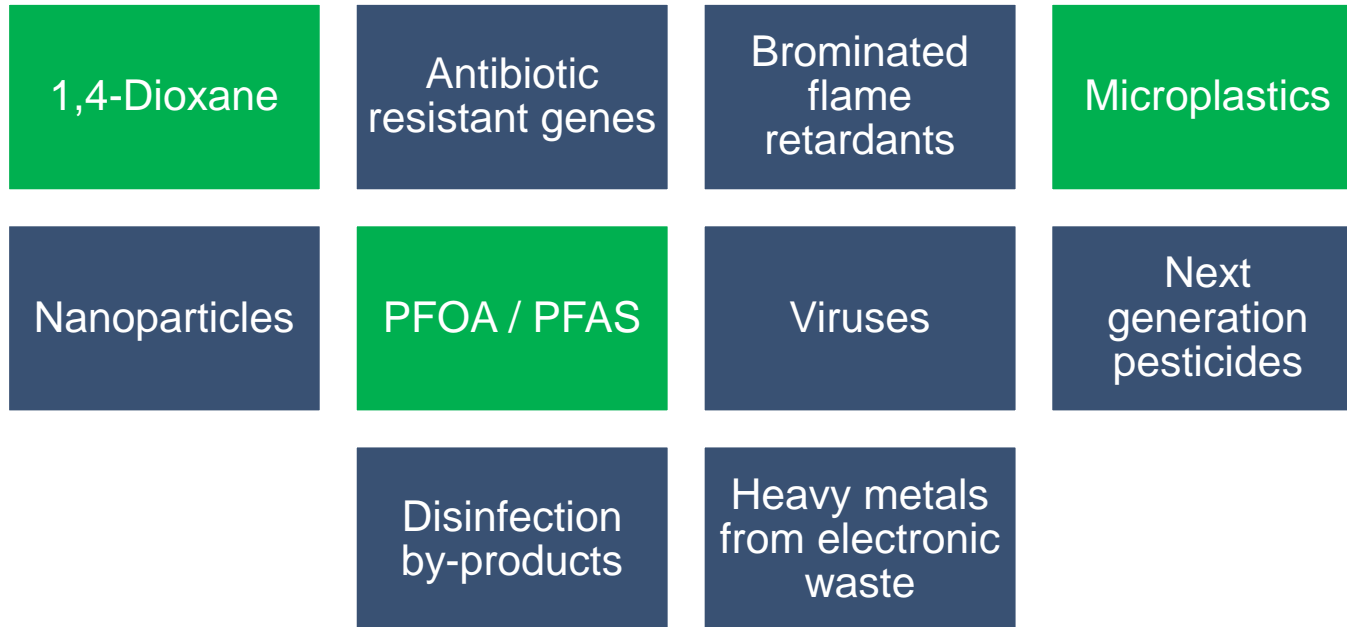 1,4-Dioxane
Antibiotic
resistant genes
Brominated
flame
retardants
Microplastics
Nanoparticles
PFOA / PFAS
Viruses
Next
generation
pesticides
Disinfection
by-products
Heavy metals
from electronic
waste